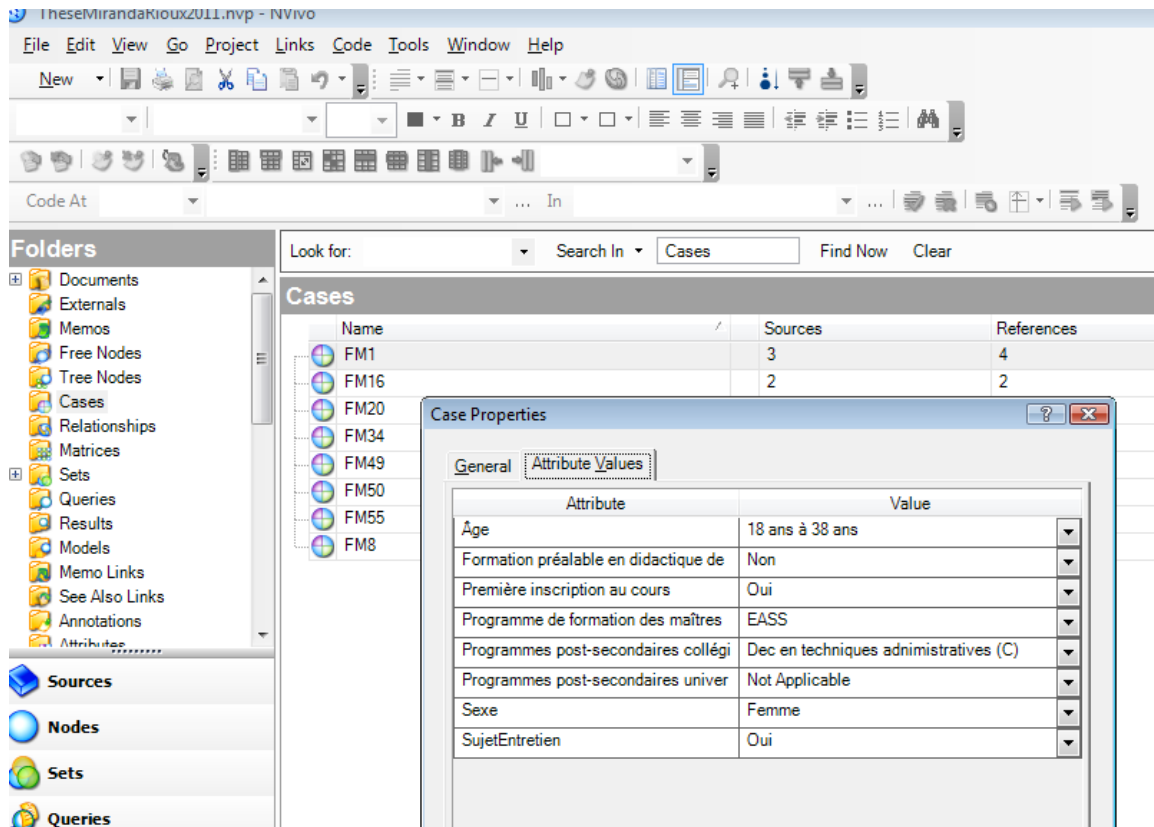 TheseMirandaRioux2011.nvp - NVivo
File Edit View Go Project Links Code Tools Window Help
New
B I U
Code At ... In ...
Folders
Look for: Search In Cases Find Now Clear
Documents
Externals
Memos
Free Nodes
Tree Nodes
Cases
Relationships
Matrices
Sets
Queries
Results
Models
Memo Links
See Also Links
Annotations
Attributes
Sources
Nodes
Sets
Queries
Cases
Name Sources References
FM1 3 4
FM16 2 2
FM20
FM34
FM49
FM50
FM55
FM8
Case Properties
General Attribute Values
Attribute Value
Âge 18 ans à 38 ans
Formation préalable en didactique de Non
Première inscription au cours Oui
Programme de formation des maîtres EASS
Programmes post-secondaires collégi Dec en techniques adnimistratives (C)
Programmes post-secondaires univer Not Applicable
Sexe Femme
SujetEntretien Oui